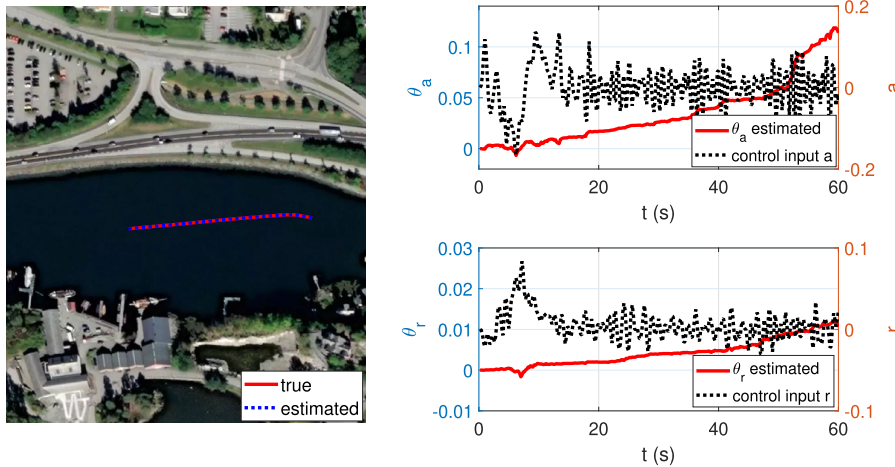 true
estimated
0.1
0.05
0
θa
0.2
0
-0.2
a
θa estimated
control input a
0 20 40 60
t (s)
0.03
0.02
0.01
0
-0.01
θr
0.1
0
-0.1
r
θr estimated
control input r
0 20 40 60
t (s)